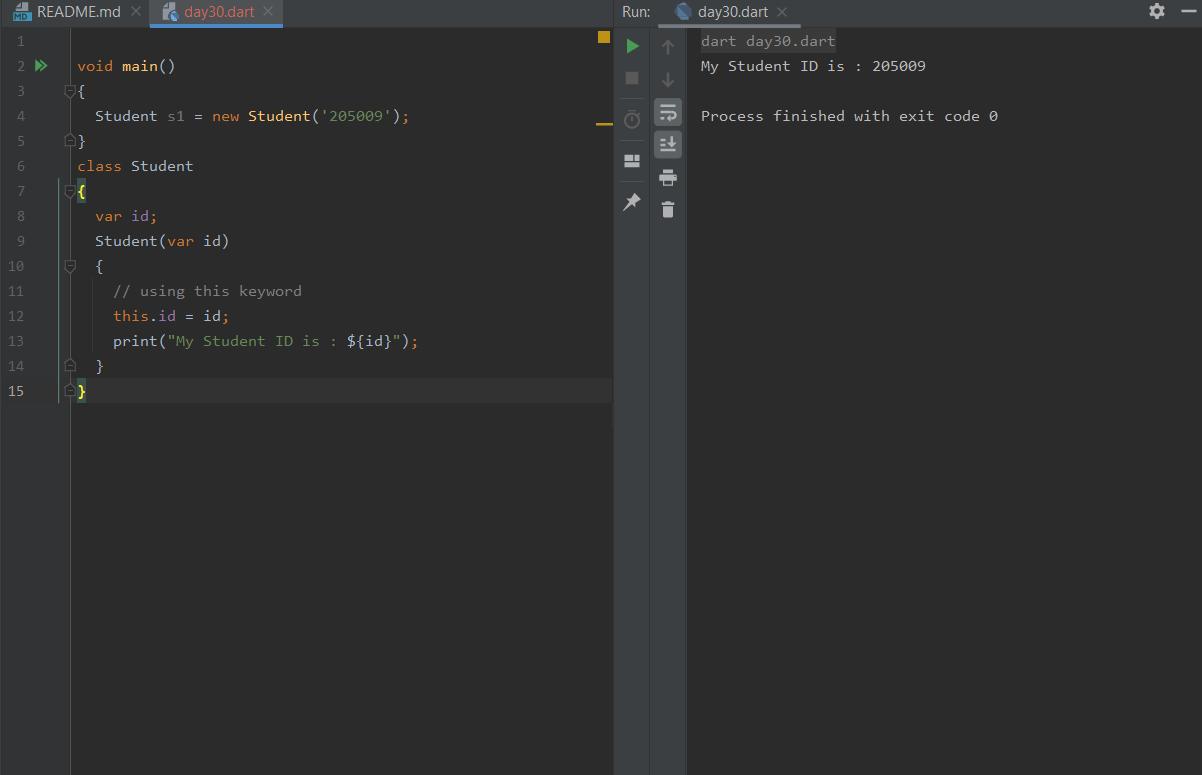 README.md day30.dart
1
2 void main()
3 {
4 Student s1 = new Student('205009');
5 }
6 class Student
7 {
8 var id;
9 Student(var id)
10 {
11 // using this keyword
12 this.id = id;
13 print("My Student ID is : ${id}");
14 }
15 }
Run: day30.dart
dart day30.dart
My Student ID is : 205009
Process finished with exit code 0